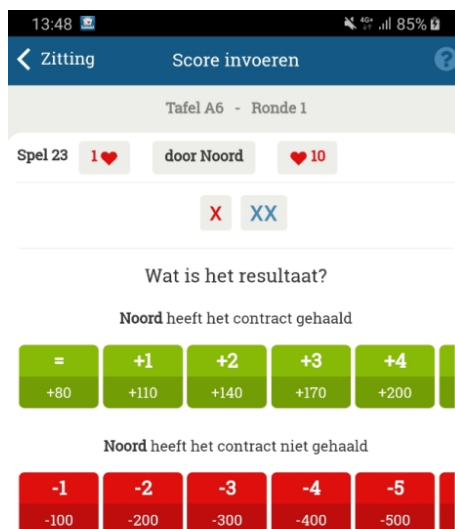 13:48 4G+ 85%
Zitting Score invoeren ?
Tafel A6 - Ronde 1
Spel 23 1♥ door Noord ♥ 10
X XX
Wat is het resultaat?
Noord heeft het contract gehaald
= +1 +2 +3 +4
+80 +110 +140 +170 +200
Noord heeft het contract niet gehaald
-1 -2 -3 -4 -5
-100 -200 -300 -400 -500